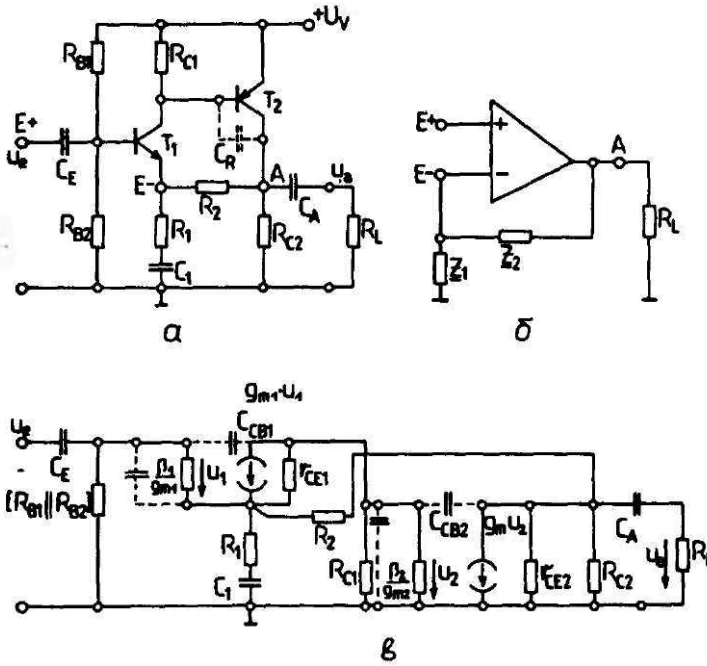 +U_V
R_B1
R_C1
T_2
E+
u_e
C_E
T_1
C_R
E-
R_2
A
C_A
u_a
R_B2
R_1
C_1
R_C2
R_L
а
E+
E-
+
-
A
Z_1
Z_2
R_L
б
g_m1·u_1
u_e
C_CB1
C_E
[R_B1||R_B2]
β_1/g_m1
u_1
r_CE1
R_2
R_1
C_1
R_C1
C_CB2
β_2/g_m2
u_2
g_m u_2
r_CE2
R_C2
C_A
u_a
в